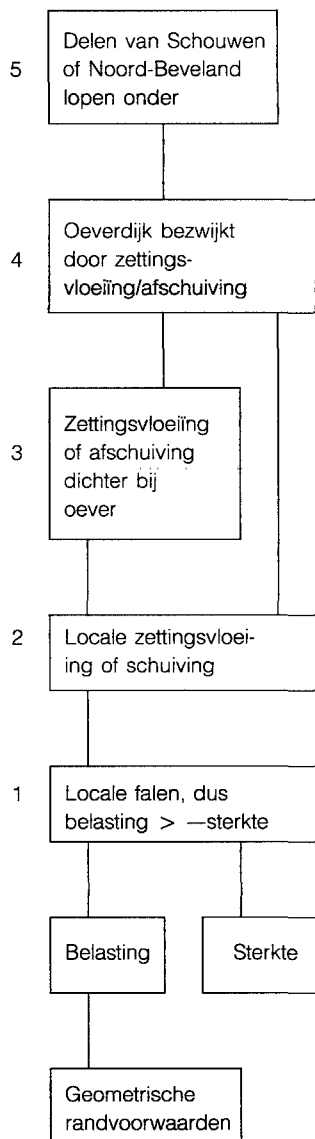 5
Delen van Schouwen
of Noord-Beveland
lopen onder
4
Oeverdijk bezwijkt
door zettings-
vloeiïng/afschuiving
3
Zettingsvloeiïng
of afschuiving
dichter bij
oever
2
Locale zettingsvloei-
ing of schuiving
1
Locale falen, dus
belasting > —sterkte
Belasting
Sterkte
Geometrische
randvoorwaarden